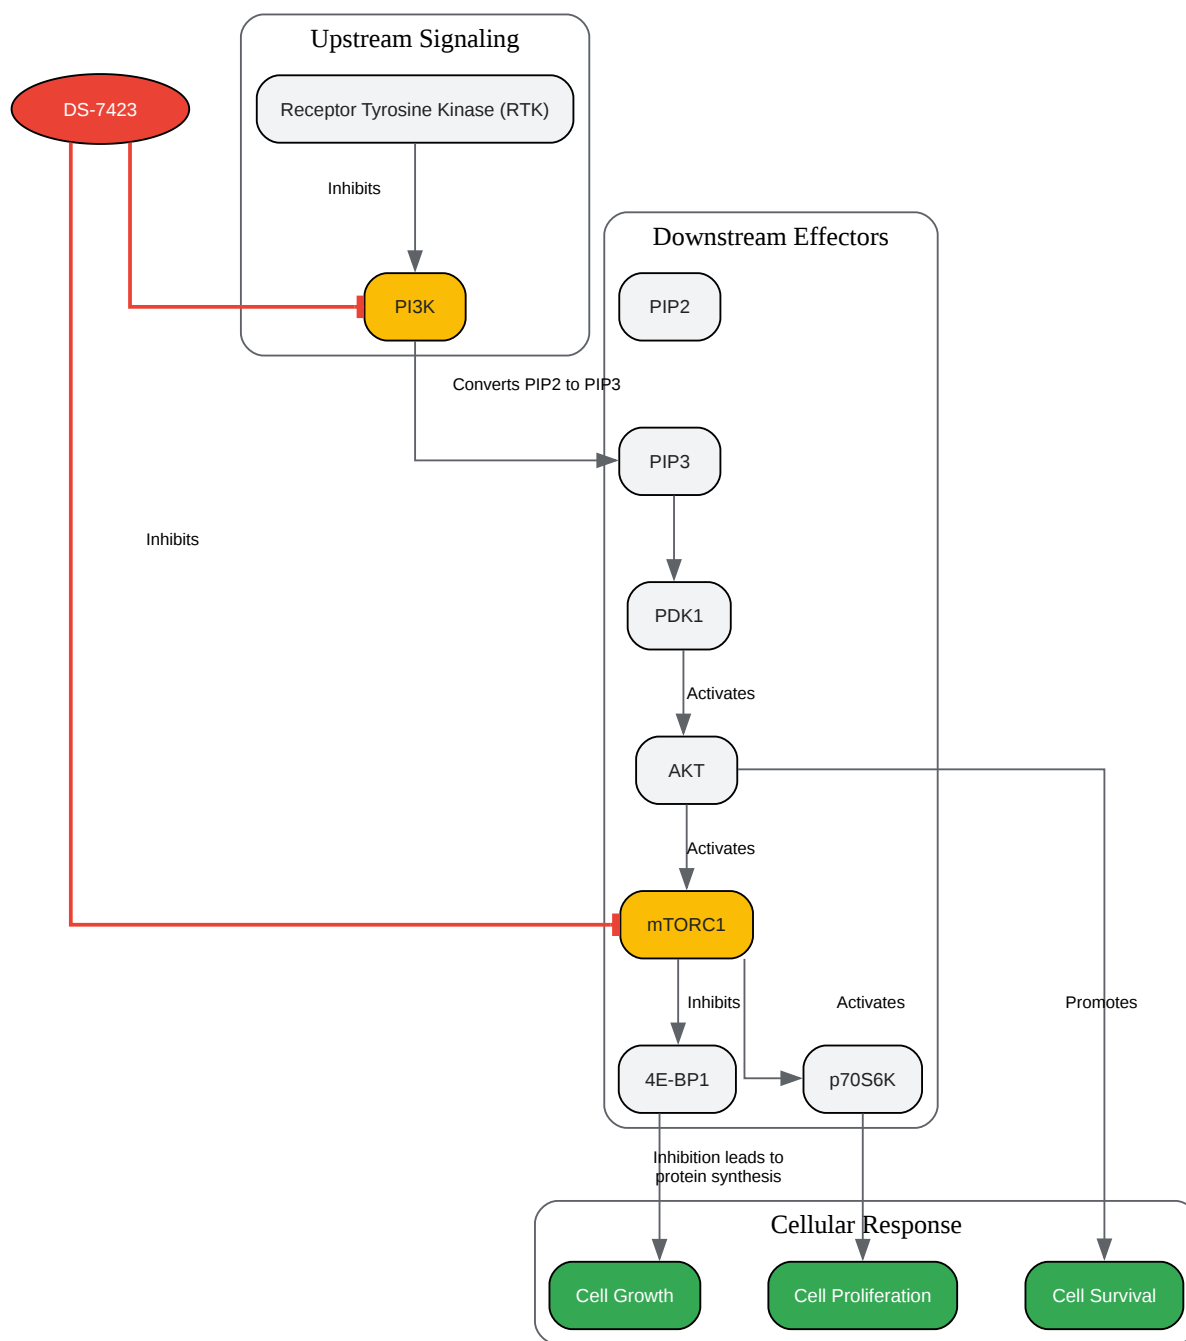 Upstream Signaling
DS-7423
Receptor Tyrosine Kinase (RTK)
Inhibits
Downstream Effectors
PI3K
PIP2
Converts PIP2 to PIP3
PIP3
Inhibits
PDK1
Activates
AKT
Activates
mTORC1
Inhibits
Activates
Promotes
4E-BP1
p70S6K
Inhibition leads to
protein synthesis
Cellular Response
Cell Growth
Cell Proliferation
Cell Survival